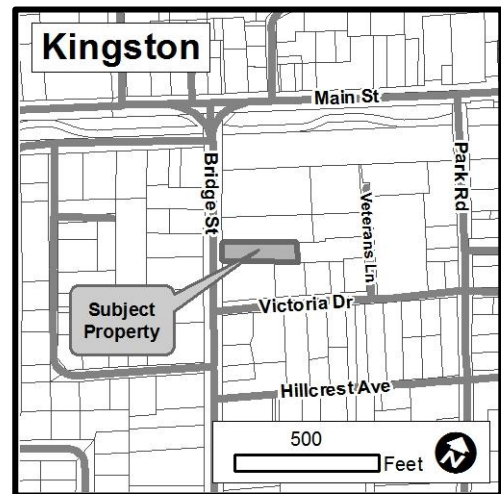 Kingston
Main St
Bridge St
Park Rd
Veterans Ln
Subject
Property
Victoria Dr
Hillcrest Ave
500
Feet
N